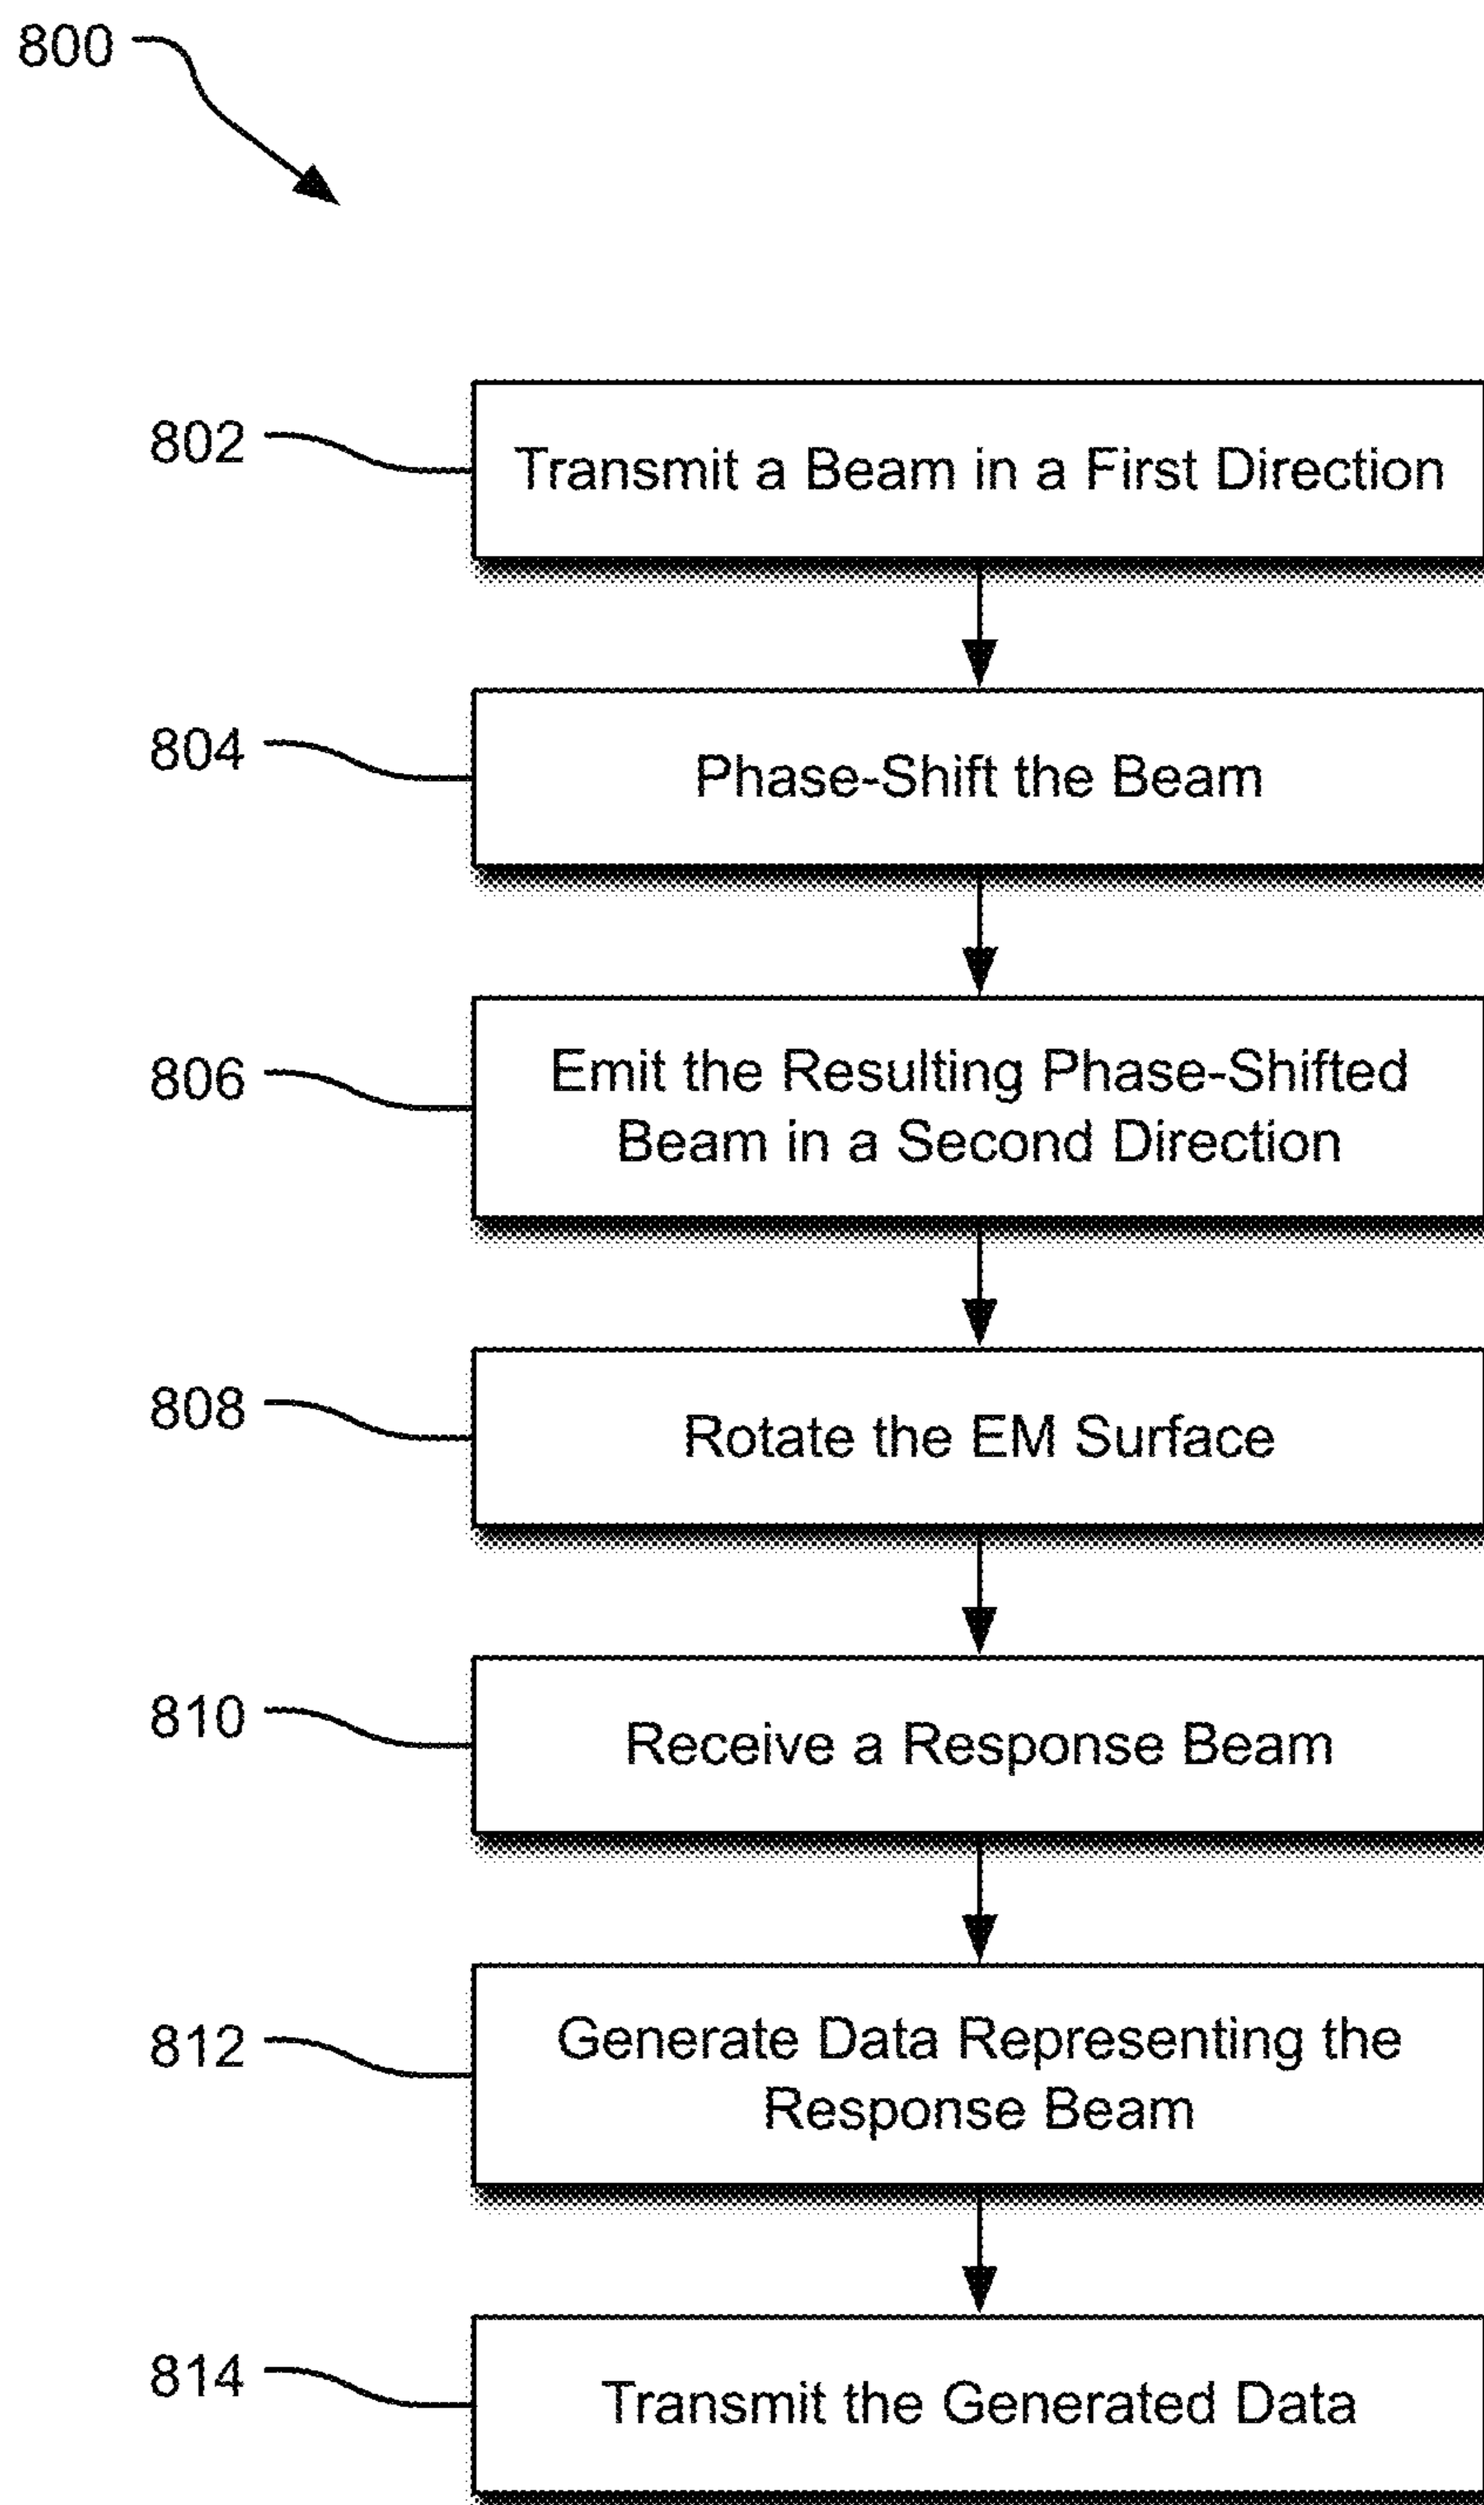 800
802
Transmit a Beam in a First Direction
804
Phase-Shift the Beam
806
Emit the Resulting Phase-Shifted
Beam in a Second Direction
808
Rotate the EM Surface
810
Receive a Response Beam
812
Generate Data Representing the
Response Beam
814
Transmit the Generated Data